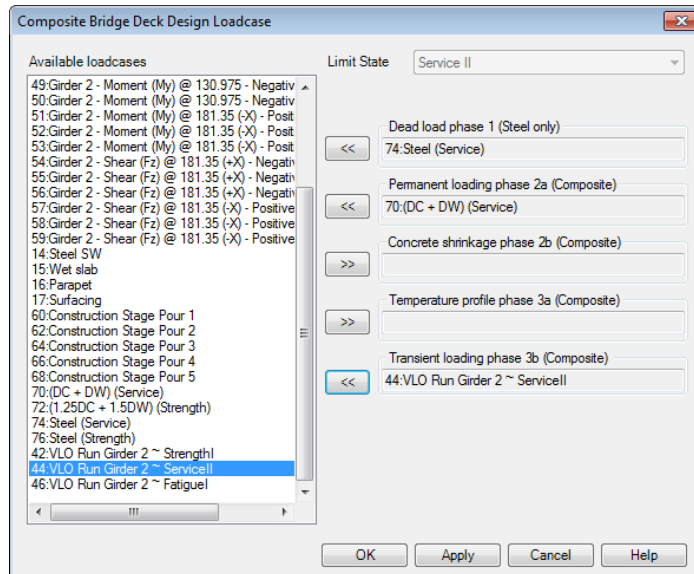 Composite Bridge Deck Design Loadcase
Available loadcases
49:Girder 2 - Moment (My) @ 130.975 - Negativ
50:Girder 2 - Moment (My) @ 130.975 - Negativ
51:Girder 2 - Moment (My) @ 181.35 (-X) - Posit
52:Girder 2 - Moment (My) @ 181.35 (-X) - Posit
53:Girder 2 - Moment (My) @ 181.35 (-X) - Posit
54:Girder 2 - Shear (Fz) @ 181.35 (+X) - Negativ
55:Girder 2 - Shear (Fz) @ 181.35 (+X) - Negativ
56:Girder 2 - Shear (Fz) @ 181.35 (+X) - Negativ
57:Girder 2 - Shear (Fz) @ 181.35 (-X) - Positive
58:Girder 2 - Shear (Fz) @ 181.35 (-X) - Positive
59:Girder 2 - Shear (Fz) @ 181.35 (-X) - Positive
14:Steel SW
15:Wet slab
16:Parapet
17:Surfacing
60:Construction Stage Pour 1
62:Construction Stage Pour 2
64:Construction Stage Pour 3
66:Construction Stage Pour 4
68:Construction Stage Pour 5
70:(DC + DW) (Service)
72:(1.25DC + 1.5DW) (Strength)
74:Steel (Service)
76:Steel (Strength)
42:VLO Run Girder 2 ~ StrengthI
44:VLO Run Girder 2 ~ ServiceII
46:VLO Run Girder 2 ~ FatigueI
Limit State
Service II
Dead load phase 1 (Steel only)
<<
74:Steel (Service)
Permanent loading phase 2a (Composite)
<<
70:(DC + DW) (Service)
Concrete shrinkage phase 2b (Composite)
>>
Temperature profile phase 3a (Composite)
>>
Transient loading phase 3b (Composite)
<<
44:VLO Run Girder 2 ~ ServiceII
OK
Apply
Cancel
Help